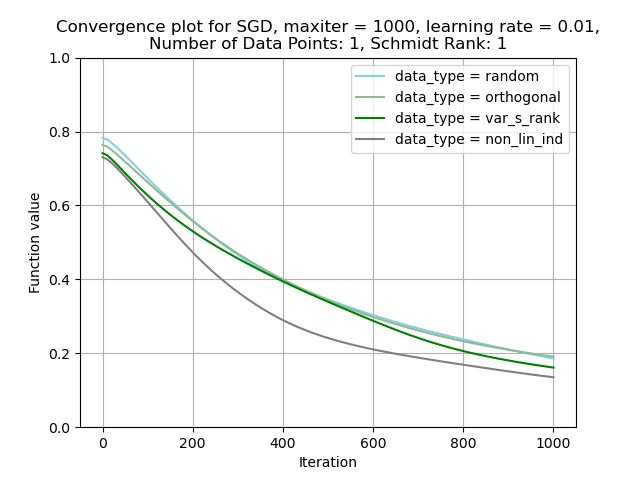 Convergence plot for SGD, maxiter = 1000, learning rate = 0.01,
Number of Data Points: 1, Schmidt Rank: 1
1.0
0.8
0.6
0.4
0.2
0.0
Function value
data_type = random
data_type = orthogonal
data_type = var_s_rank
data_type = non_lin_ind
0 200 400 600 800 1000
Iteration